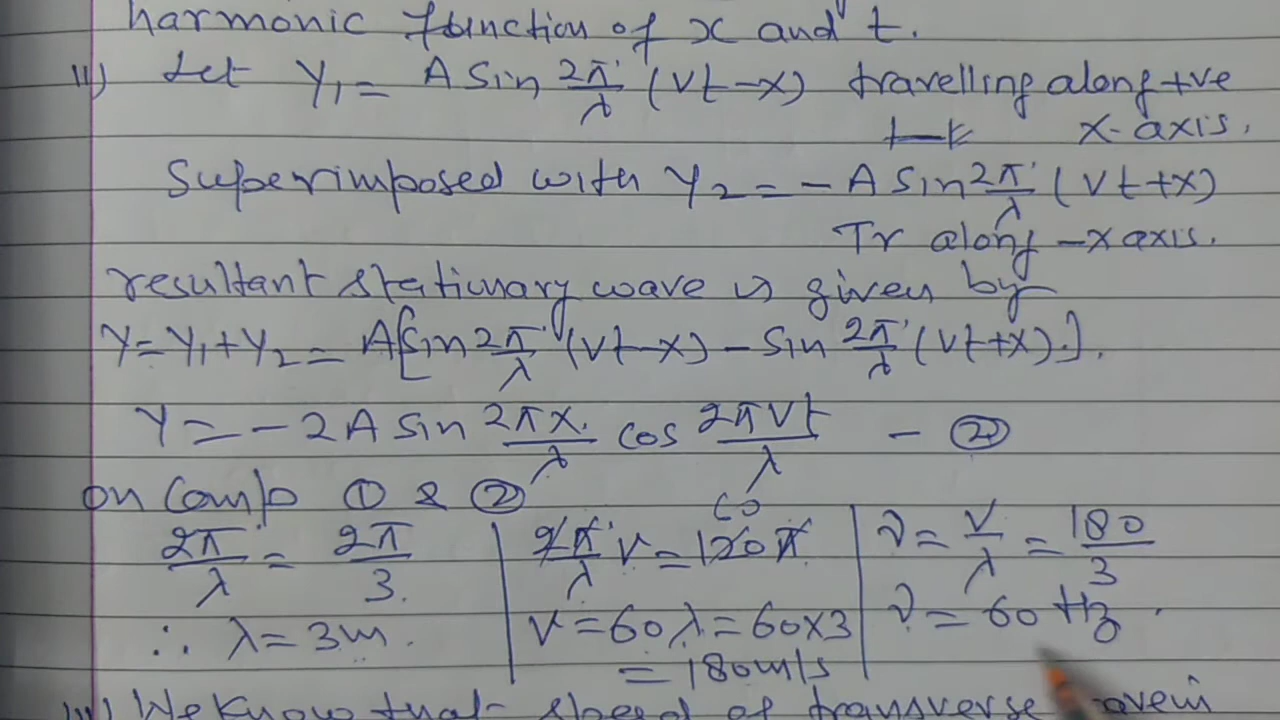 harmonic function of x and t.
ii) Let Y₁ = A Sin 2π/λ (Vt-x) travelling along +ve
x-axis.
Superimposed with Y₂ = - A Sin 2π/λ (Vt+x)
Tr along -x axis.
resultant stationary wave is given by
Y=Y₁+Y₂ = A[Sin 2π/λ (Vt-x) - Sin 2π/λ (Vt+x).].
Y = - 2A Sin 2πx/λ cos 2πVt/λ - ②
on comp ① & ②
2π/λ = 2π/3. | 2π/λ v = 120π 60 | ν = V/λ = 180/3
∴ λ = 3m. | V = 60λ = 60×3 | ν = 60 Hz.
= 180m/s
We know that speed of transverse